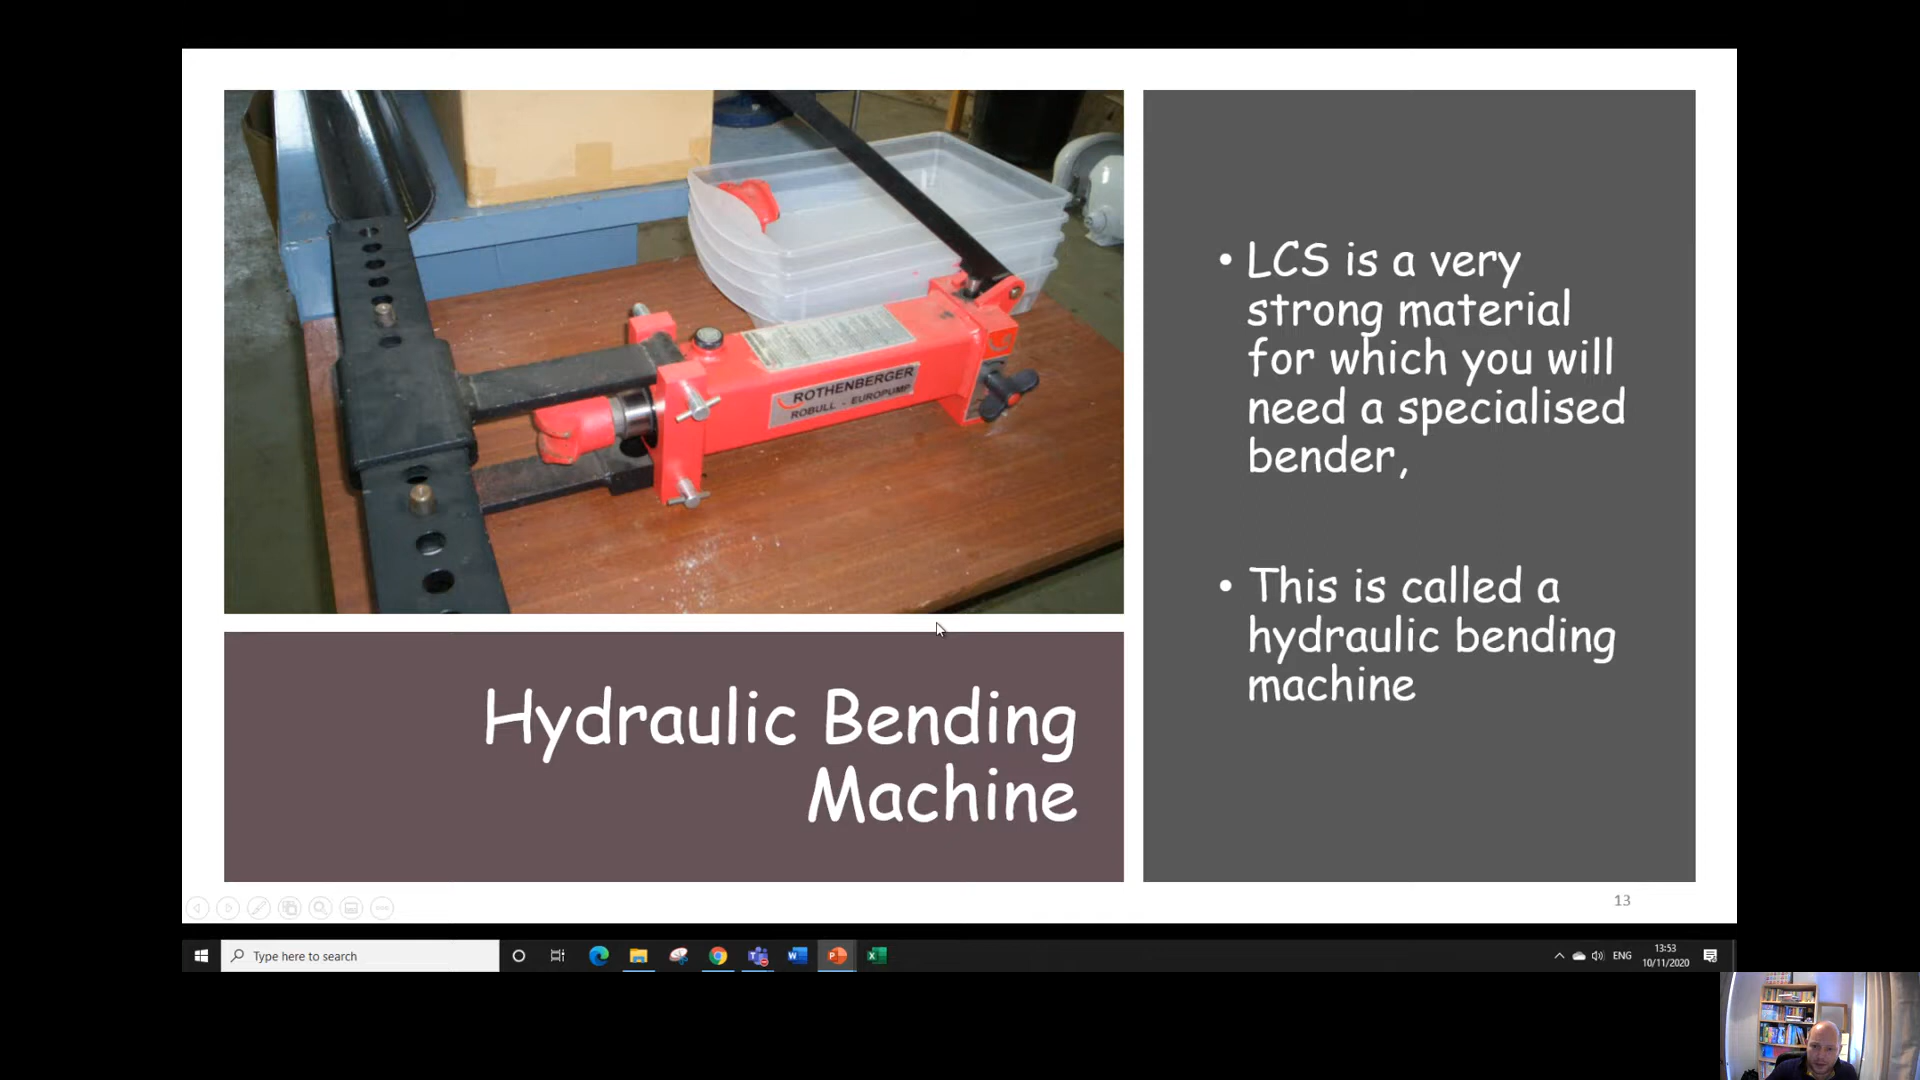 ROTHENBERGER
ROBULL - EUROPUMP
Hydraulic Bending
Machine
• LCS is a very
strong material
for which you will
need a specialised
bender,
• This is called a
hydraulic bending
machine
13
Type here to search
ENG
13:53
10/11/2020